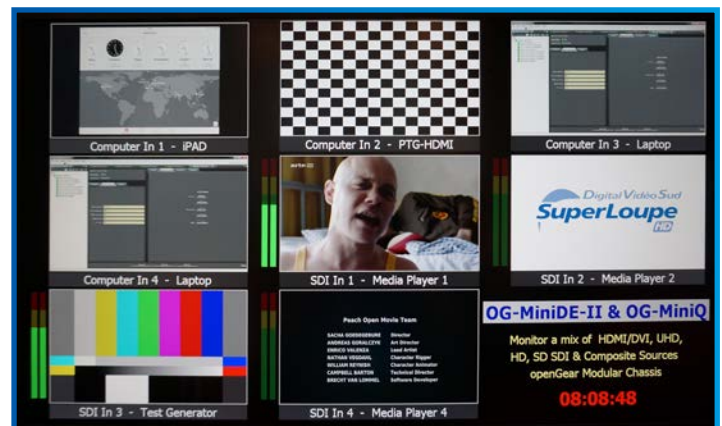 Computer In 1 - iPAD
Computer In 2 - PTG-HDMI
Computer In 3 - Laptop
Computer In 4 - Laptop
arte HD
SDI In 1 - Media Player 1
Digital Vidéo Sud
SuperLoupe
HD
SDI In 2 - Media Player 2
SDI In 3 - Test Generator
Peach Open Movie Team
SACHA GOEDEGEBURE Director
ANDREAS GORALCZYK Art Director
ENRICO VALENZA Lead Artist
NATHAN VEGDAHL Character Rigger
WILLIAM REYNISH Character Animator
CAMPBELL BARTON Technical Director
BRECHT VAN LOMMEL Software Developer
SDI In 4 - Media Player 4
OG-MiniDE-II & OG-MiniQ
Monitor a mix of HDMI/DVI, UHD,
HD, SD SDI & Composite Sources
openGear Modular Chassis
08:08:48